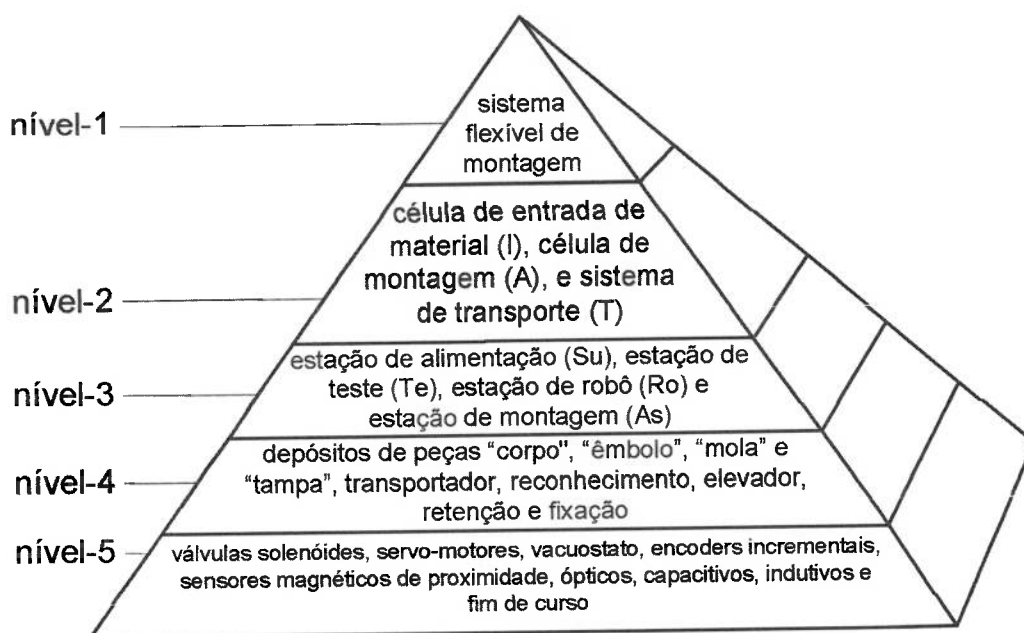 nível-1
sistema
flexível de
montagem
nível-2
célula de entrada de
material (I), célula de
montagem (A), e sistema
de transporte (T)
nível-3
estação de alimentação (Su), estação de
teste (Te), estação de robô (Ro) e
estação de montagem (As)
nível-4
depósitos de peças “corpo”, “êmbolo”, “mola” e
“tampa”, transportador, reconhecimento, elevador,
retenção e fixação
nível-5
válvulas solenóides, servo-motores, vacuostato, encoders incrementais,
sensores magnéticos de proximidade, ópticos, capacitivos, indutivos e
fim de curso